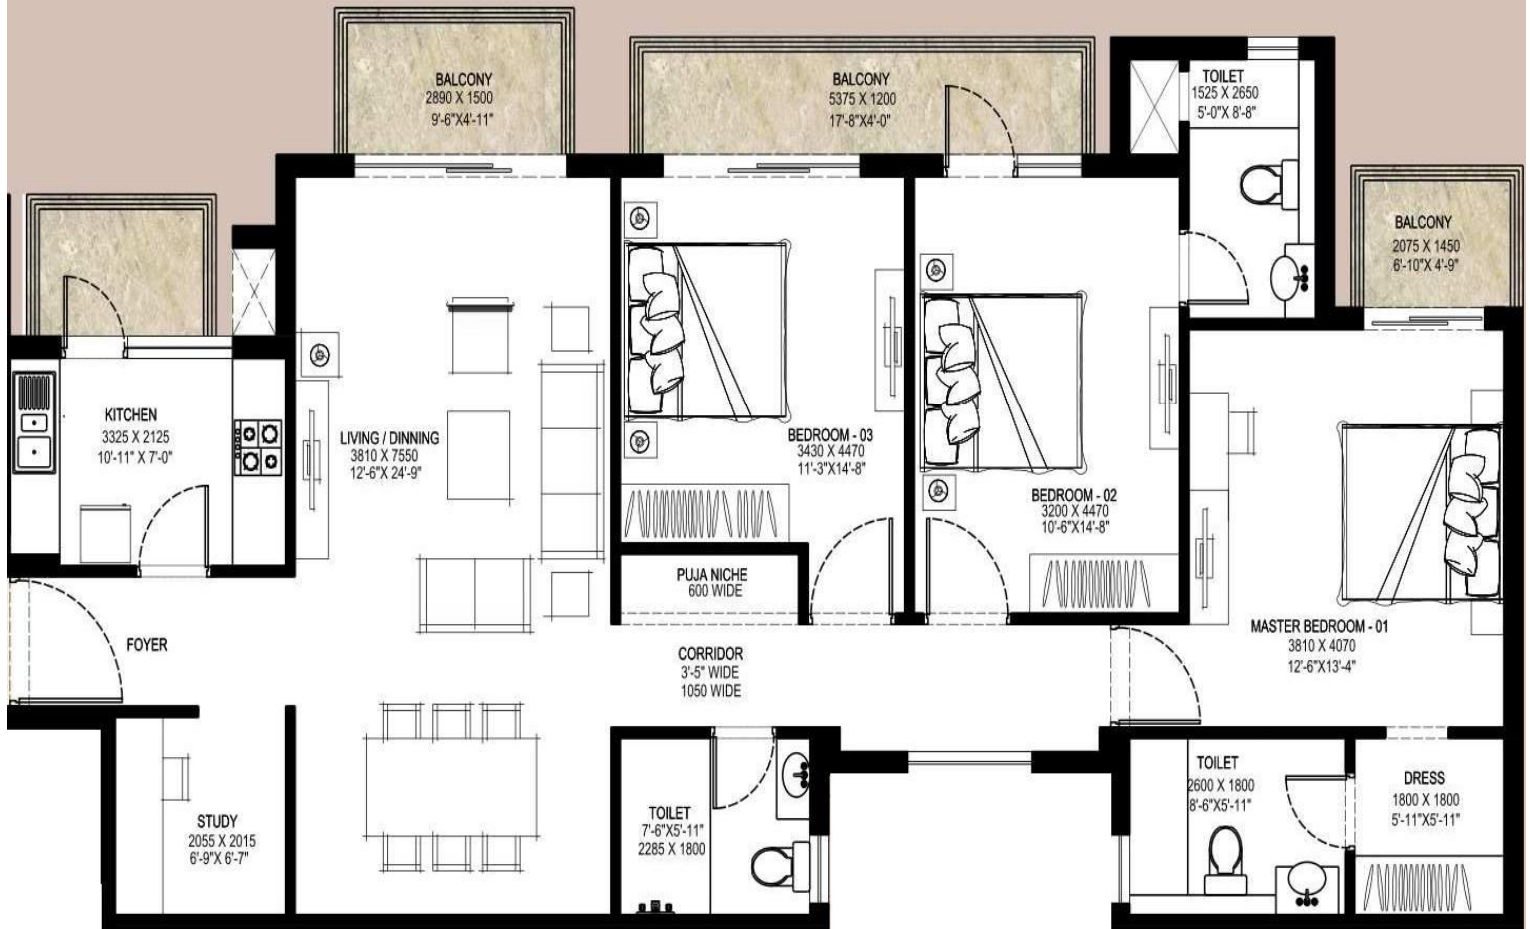 BALCONY
2890 X 1500
9'-6"X4'-11"
BALCONY
5375 X 1200
17'-8"X4'-0"
TOILET
1525 X 2650
5'-0"X 8'-8"
BALCONY
2075 X 1450
6'-10"X 4'-9"
KITCHEN
3325 X 2125
10'-11" X 7'-0"
LIVING / DINNING
3810 X 7550
12'-6"X 24'-9"
BEDROOM - 03
3430 X 4470
11'-3"X14'-8"
BEDROOM - 02
3200 X 4470
10'-6"X14'-8"
PUJA NICHE
600 WIDE
MASTER BEDROOM - 01
3810 X 4070
12'-6"X13'-4"
FOYER
CORRIDOR
3'-5" WIDE
1050 WIDE
STUDY
2055 X 2015
6'-9"X 6'-7"
TOILET
7'-6"X5'-11"
2285 X 1800
TOILET
2600 X 1800
8'-6"X5'-11"
DRESS
1800 X 1800
5'-11"X5'-11"